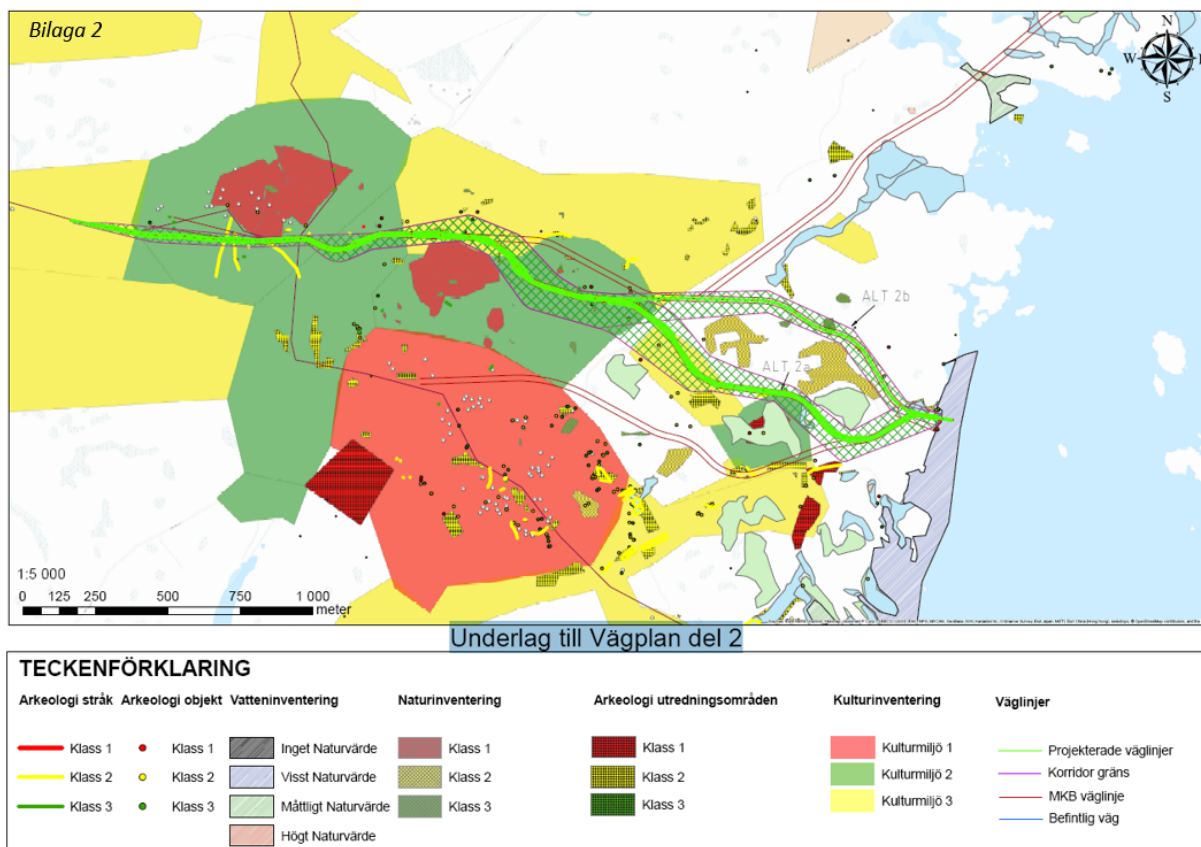 Bilaga 2
N
W
E
S
ALT 2b
ALT 2a
1:5 000
0 125 250 500 750 1 000
meter
Underlag till Vägplan del 2
TECKENFÖRKLARING
Arkeologi stråk Arkeologi objekt Vatteninventering Naturinventering Arkeologi utredningsområden Kulturinventering Väglinjer
Klass 1 Klass 1 Inget Naturvärde Klass 1 Klass 1 Kulturmiljö 1 Projekterade väglinjer
Klass 2 Klass 2 Visst Naturvärde Klass 2 Klass 2 Kulturmiljö 2 Korridor gräns
Klass 3 Klass 3 Måttligt Naturvärde Klass 3 Klass 3 Kulturmiljö 3 MKB väglinje
Högt Naturvärde Befintlig väg